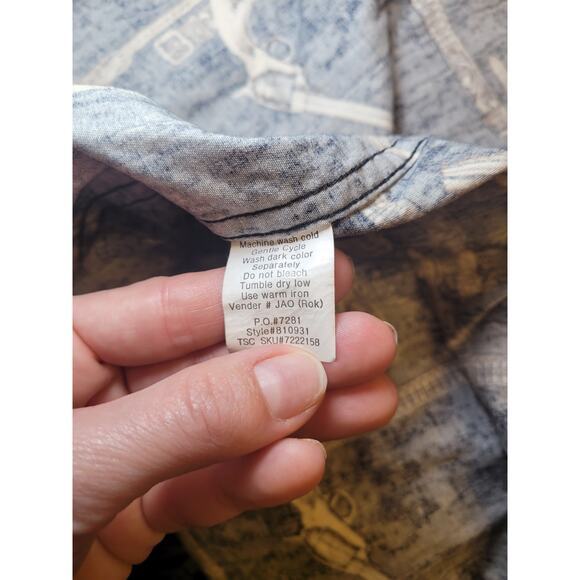 Machine wash cold
Gentle Cycle
Wash dark color
Separately
Do not bleach
Tumble dry low
Use warm iron
Vender # JAO (Rok)
P.O.#7281
Style#810931
TSC SKU#7222158